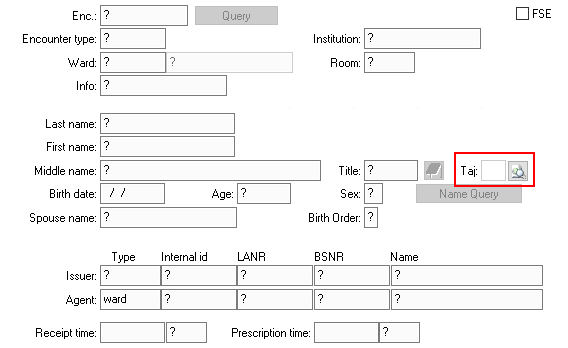 Enc.: ? Query FSE
Encounter type: ? Institution: ?
Ward: ? ? Room: ?
Info: ?
Last name: ?
First name: ?
Middle name: ? Title: ? Taj:
Birth date: / / Age: ? Sex: ? Name Query
Spouse name: ? Birth Order: ?
Type Internal id LANR BSNR Name
Issuer: ? ? ? ? ?
Agent: ward ? ? ? ?
Receipt time: ? Prescription time: ?